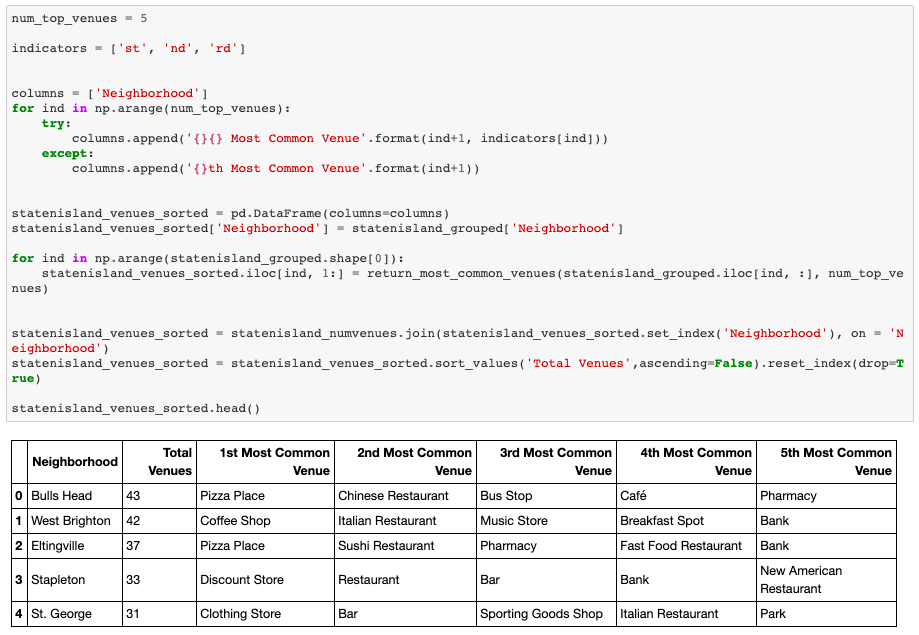 num_top_venues = 5
indicators = ['st', 'nd', 'rd']
columns = ['Neighborhood']
for ind in np.arange(num_top_venues):
    try:
        columns.append('{}{} Most Common Venue'.format(ind+1, indicators[ind]))
    except:
        columns.append('{}th Most Common Venue'.format(ind+1))
statenisland_venues_sorted = pd.DataFrame(columns=columns)
statenisland_venues_sorted['Neighborhood'] = statenisland_grouped['Neighborhood']
for ind in np.arange(statenisland_grouped.shape[0]):
    statenisland_venues_sorted.iloc[ind, 1:] = return_most_common_venues(statenisland_grouped.iloc[ind, :], num_top_ve
nues)
statenisland_venues_sorted = statenisland_numvenues.join(statenisland_venues_sorted.set_index('Neighborhood'), on = 'N
eighborhood')
statenisland_venues_sorted = statenisland_venues_sorted.sort_values('Total Venues',ascending=False).reset_index(drop=T
rue)
statenisland_venues_sorted.head()
Neighborhood Total Venues 1st Most Common Venue 2nd Most Common Venue 3rd Most Common Venue 4th Most Common Venue 5th Most Common Venue
0 Bulls Head 43 Pizza Place Chinese Restaurant Bus Stop Café Pharmacy
1 West Brighton 42 Coffee Shop Italian Restaurant Music Store Breakfast Spot Bank
2 Eltingville 37 Pizza Place Sushi Restaurant Pharmacy Fast Food Restaurant Bank
3 Stapleton 33 Discount Store Restaurant Bar Bank New American Restaurant
4 St. George 31 Clothing Store Bar Sporting Goods Shop Italian Restaurant Park